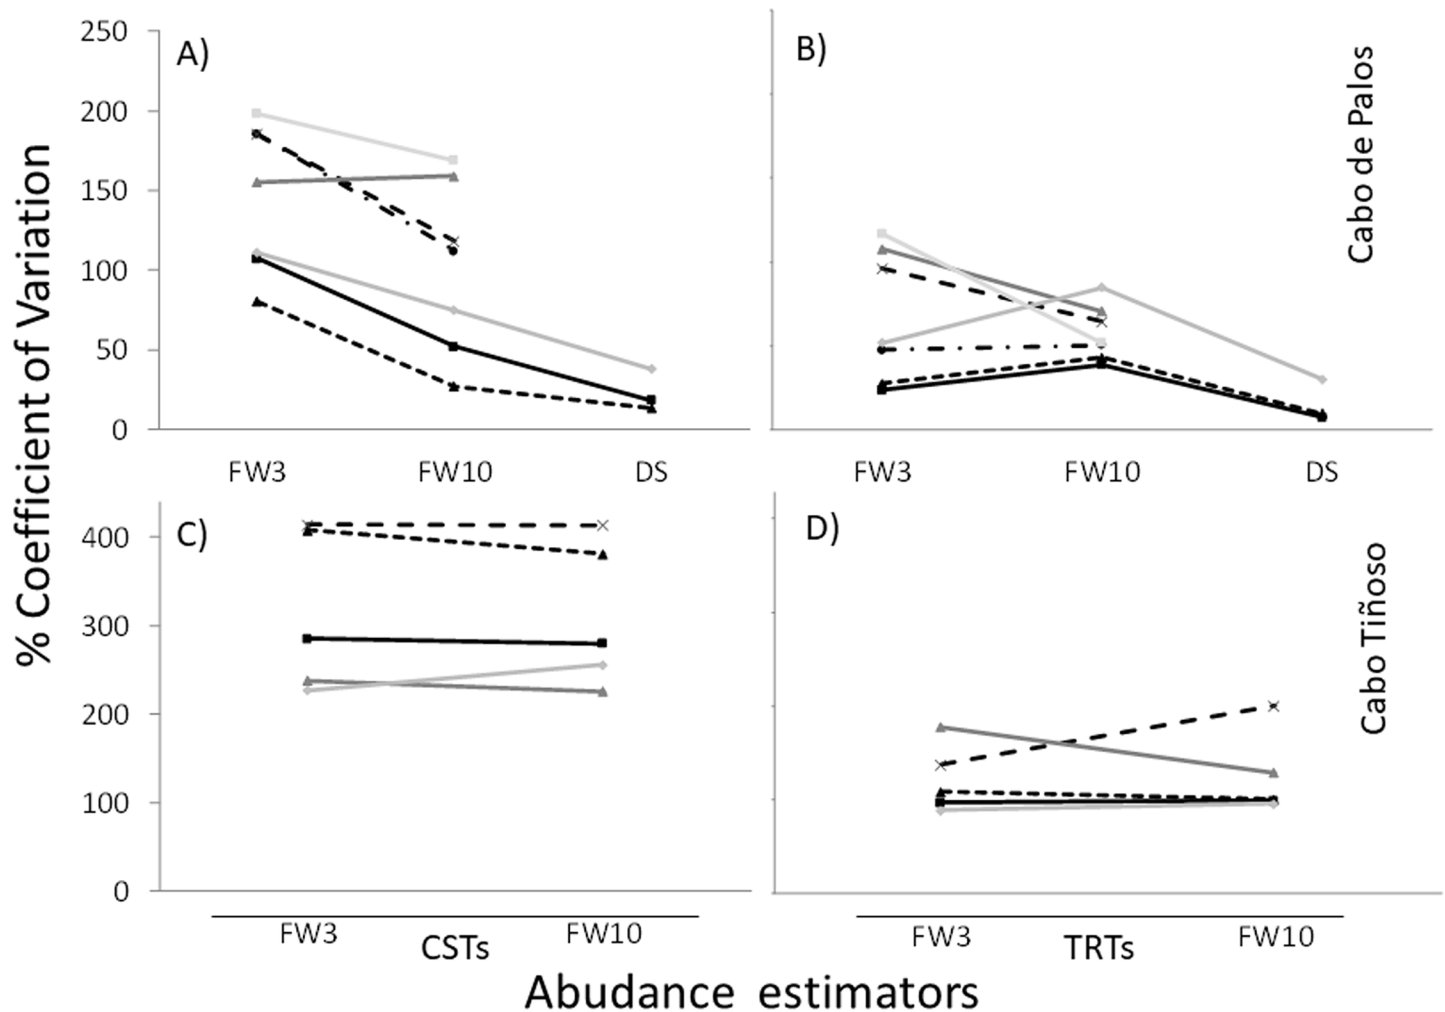 % Coefficient of Variation
250
200
150
100
50
0
A)
FW3 FW10 DS
B)
FW3 FW10 DS
Cabo de Palos
400
300
200
100
0
C)
FW3 FW10
CSTs
D)
FW3 FW10
TRTs
Cabo Tiñoso
Abudance estimators